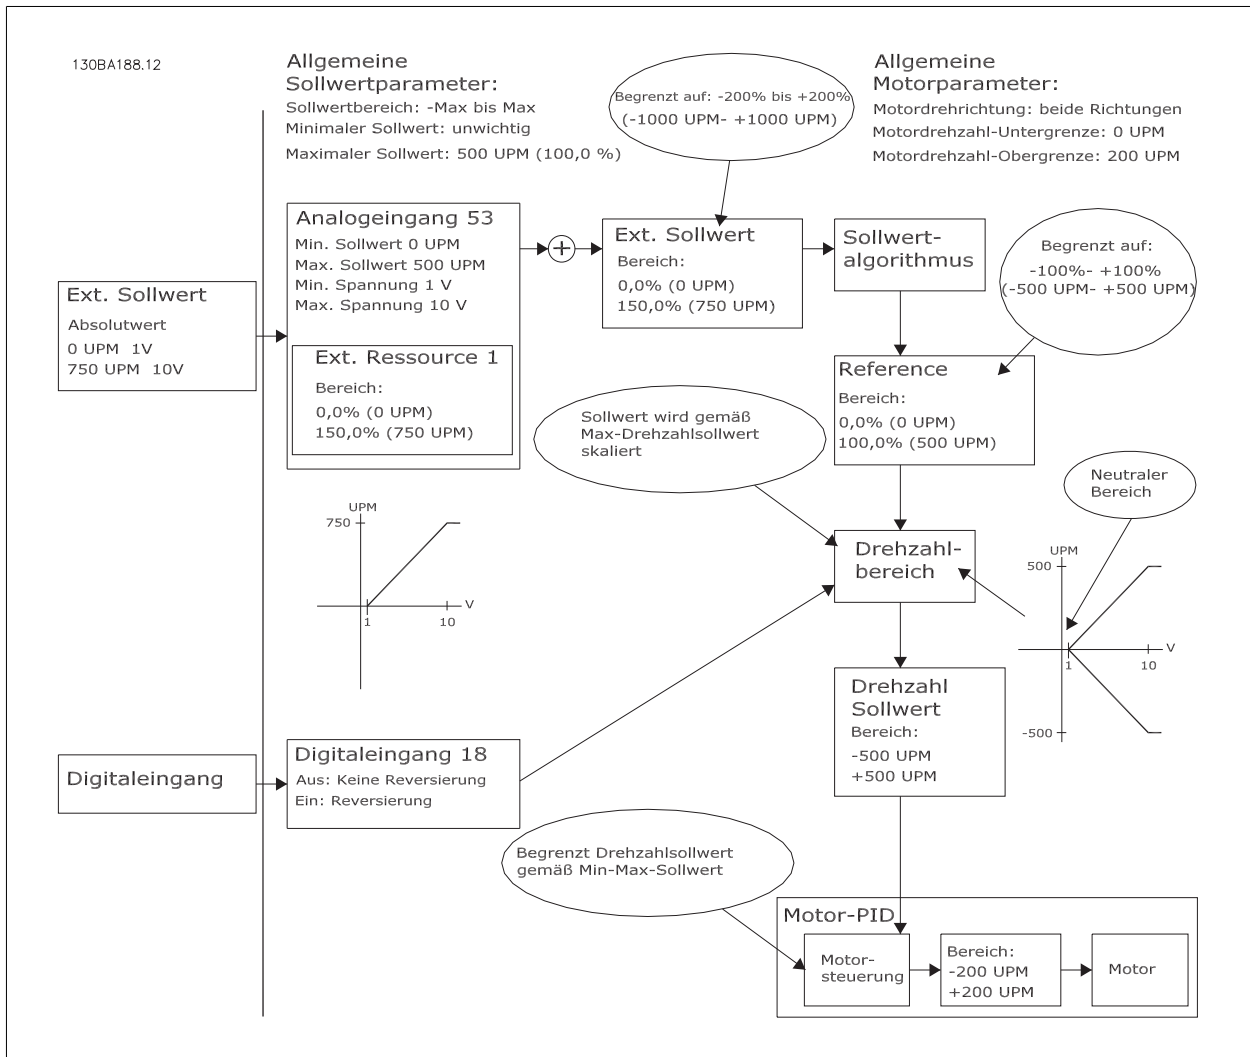 130BA188.12
Allgemeine
Sollwertparameter:
Sollwertbereich: -Max bis Max
Minimaler Sollwert: unwichtig
Maximaler Sollwert: 500 UPM (100,0 %)
Begrenzt auf: -200% bis +200%
(-1000 UPM- +1000 UPM)
Allgemeine
Motorparameter:
Motordrehrichtung: beide Richtungen
Motordrehzahl-Untergrenze: 0 UPM
Motordrehzahl-Obergrenze: 200 UPM
Ext. Sollwert
Absolutwert
0 UPM 1V
750 UPM 10V
Analogeingang 53
Min. Sollwert 0 UPM
Max. Sollwert 500 UPM
Min. Spannung 1 V
Max. Spannung 10 V
Ext. Ressource 1
Bereich:
0,0% (0 UPM)
150,0% (750 UPM)
+
Ext. Sollwert
Bereich:
0,0% (0 UPM)
150,0% (750 UPM)
Sollwert-
algorithmus
Begrenzt auf:
-100%- +100%
(-500 UPM- +500 UPM)
Reference
Bereich:
0,0% (0 UPM)
100,0% (500 UPM)
Sollwert wird gemäß
Max-Drehzahlsollwert
skaliert
Neutraler
Bereich
UPM
750
V
1
10
Drehzahl-
bereich
UPM
500
V
1
10
-500
Drehzahl
Sollwert
Bereich:
-500 UPM
+500 UPM
Digitaleingang
Digitaleingang 18
Aus: Keine Reversierung
Ein: Reversierung
Begrenzt Drehzahlsollwert
gemäß Min-Max-Sollwert
Motor-PID
Motor-
steuerung
Bereich:
-200 UPM
+200 UPM
Motor